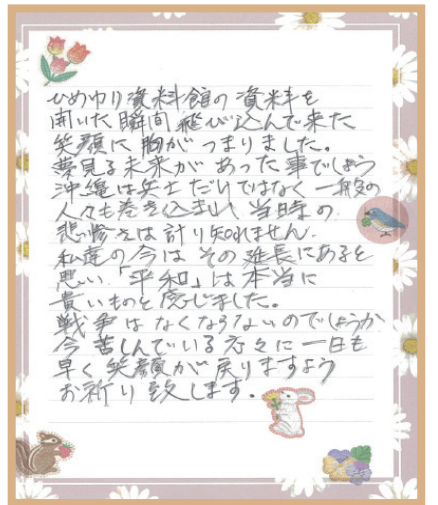 ひめゆり資料館の資料を
開いた瞬間飛び込んで来た
笑顔に胸がつまりました。
夢見る未来があった事でしょう
沖縄は兵士だけではなく一般の
人々も巻き込まれ当時の
悲惨さは計り知れません.
私達の今はその延長にあると
思い「平和」は本当に
貴いものと感じました。
戦争はなくならないのでしょうか
今苦しんでいる方々に一日も
早く笑顔が戻りますよう
お祈り致します.